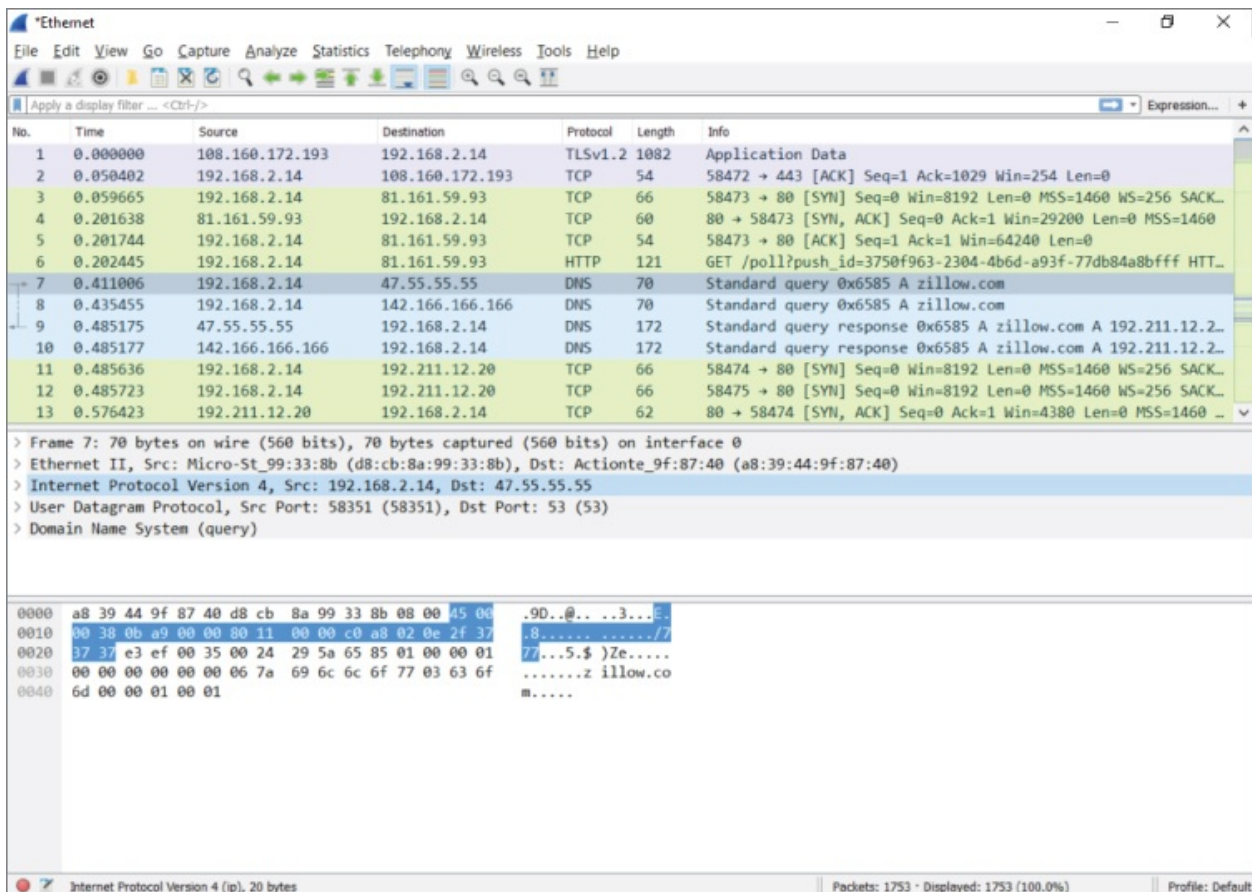 *Ethernet
File Edit View Go Capture Analyze Statistics Telephony Wireless Tools Help
Apply a display filter ... <Ctrl-/> Expression... +
No. Time Source Destination Protocol Length Info
1 0.000000 108.160.172.193 192.168.2.14 TLSv1.2 1082 Application Data
2 0.050402 192.168.2.14 108.160.172.193 TCP 54 58472 → 443 [ACK] Seq=1 Ack=1029 Win=254 Len=0
3 0.059665 192.168.2.14 81.161.59.93 TCP 66 58473 → 80 [SYN] Seq=0 Win=8192 Len=0 MSS=1460 WS=256 SACK…
4 0.201638 81.161.59.93 192.168.2.14 TCP 60 80 → 58473 [SYN, ACK] Seq=0 Ack=1 Win=29200 Len=0 MSS=1460
5 0.201744 192.168.2.14 81.161.59.93 TCP 54 58473 → 80 [ACK] Seq=1 Ack=1 Win=64240 Len=0
6 0.202445 192.168.2.14 81.161.59.93 HTTP 121 GET /poll?push_id=3750f963-2304-4b6d-a93f-77db84a8bfff HTT…
7 0.411006 192.168.2.14 47.55.55.55 DNS 70 Standard query 0x6585 A zillow.com
8 0.435455 192.168.2.14 142.166.166.166 DNS 70 Standard query 0x6585 A zillow.com
9 0.485175 47.55.55.55 192.168.2.14 DNS 172 Standard query response 0x6585 A zillow.com A 192.211.12.2…
10 0.485177 142.166.166.166 192.168.2.14 DNS 172 Standard query response 0x6585 A zillow.com A 192.211.12.2…
11 0.485636 192.168.2.14 192.211.12.20 TCP 66 58474 → 80 [SYN] Seq=0 Win=8192 Len=0 MSS=1460 WS=256 SACK…
12 0.485723 192.168.2.14 192.211.12.20 TCP 66 58475 → 80 [SYN] Seq=0 Win=8192 Len=0 MSS=1460 WS=256 SACK…
13 0.576423 192.211.12.20 192.168.2.14 TCP 62 80 → 58474 [SYN, ACK] Seq=0 Ack=1 Win=4380 Len=0 MSS=1460 …
> Frame 7: 70 bytes on wire (560 bits), 70 bytes captured (560 bits) on interface 0
> Ethernet II, Src: Micro-St_99:33:8b (d8:cb:8a:99:33:8b), Dst: Actionte_9f:87:40 (a8:39:44:9f:87:40)
> Internet Protocol Version 4, Src: 192.168.2.14, Dst: 47.55.55.55
> User Datagram Protocol, Src Port: 58351 (58351), Dst Port: 53 (53)
> Domain Name System (query)
0000 a8 39 44 9f 87 40 d8 cb 8a 99 33 8b 08 00 45 00 .9D..@.. ..3...E.
0010 00 38 0b a9 00 00 80 11 00 00 c0 a8 02 0e 2f 37 .8...... ....../7
0020 37 37 e3 ef 00 35 00 24 29 5a 65 85 01 00 00 01 77...5.$ )Ze.....
0030 00 00 00 00 00 00 06 7a 69 6c 6c 6f 77 03 63 6f .......z illow.co
0040 6d 00 00 01 00 01 m.....
Internet Protocol Version 4 (ip), 20 bytes Packets: 1753 · Displayed: 1753 (100.0%) Profile: Default